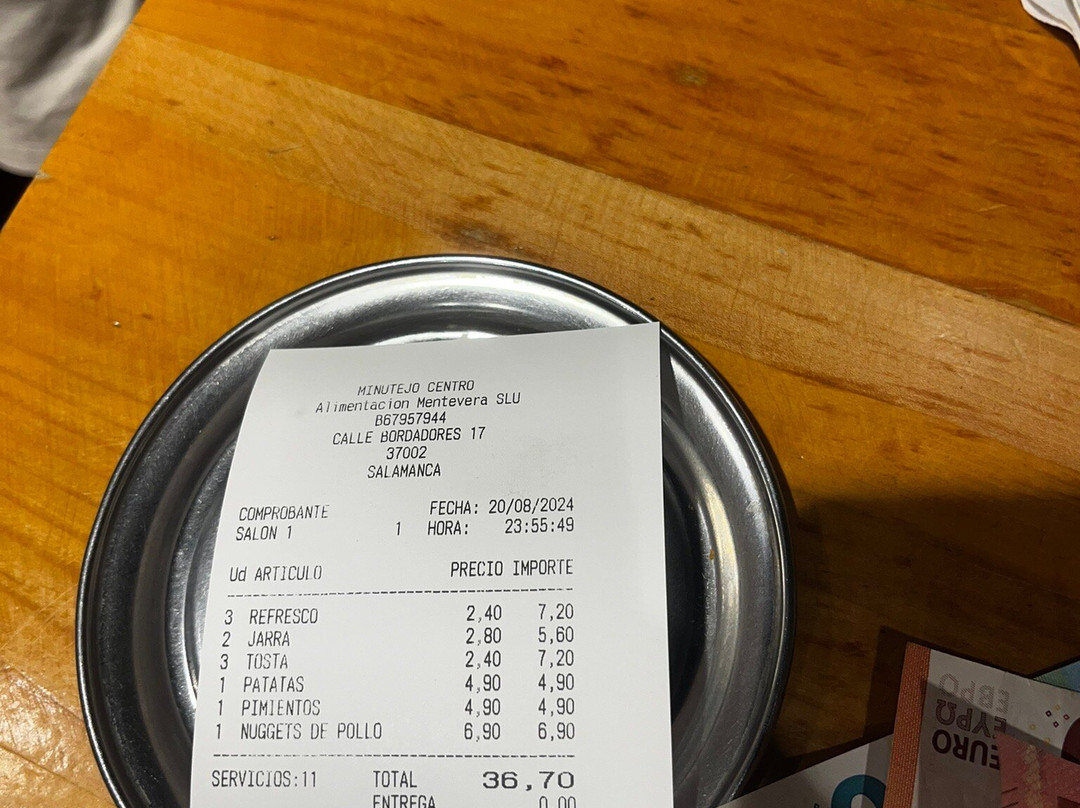 MINUTEJO CENTRO
Alimentacion Mentevera SLU
B67957944
CALLE BORDADORES 17
37002
SALAMANCA
COMPROBANTE FECHA: 20/08/2024
SALON 1 1 HORA: 23:55:49
Ud ARTICULO PRECIO IMPORTE
3 REFRESCO 2,40 7,20
2 JARRA 2,80 5,60
3 TOSTA 2,40 7,20
1 PATATAS 4,90 4,90
1 PIMIENTOS 4,90 4,90
1 NUGGETS DE POLLO 6,90 6,90
SERVICIOS:11 TOTAL 36,70
ENTREGA 0,00
EURO
ΕΥΡΩ
ЕВРО